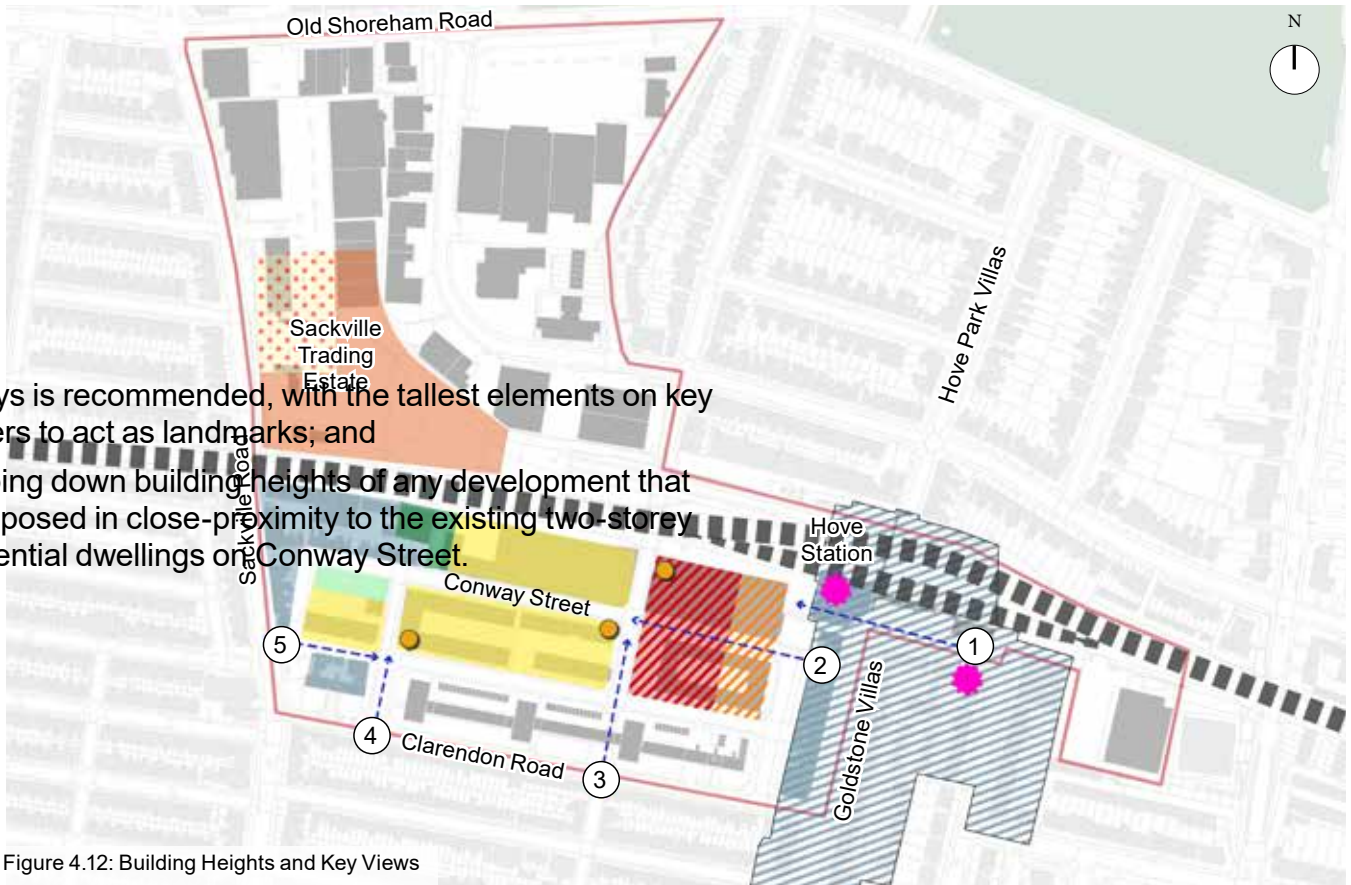 Old Shoreham Road
N
Hove Park Villas
Sackville
Trading
Estate
ys is recommended, with the tallest elements on key
ers to act as landmarks; and
ing down building heights of any development that
posed in close-proximity to the existing two-storey
ential dwellings on Conway Street.
Sackville Road
Hove
Station
Conway Street
5
1
2
4
3
Clarendon Road
Goldstone Villas
Figure 4.12: Building Heights and Key Views